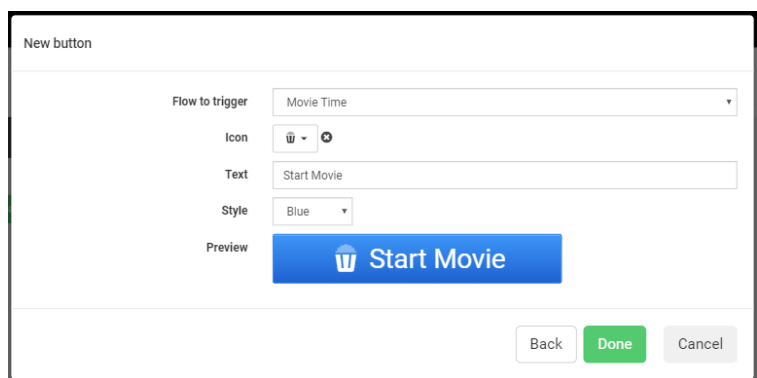 New button
Flow to trigger Movie Time
Icon
Text Start Movie
Style Blue
Preview Start Movie
Back Done Cancel